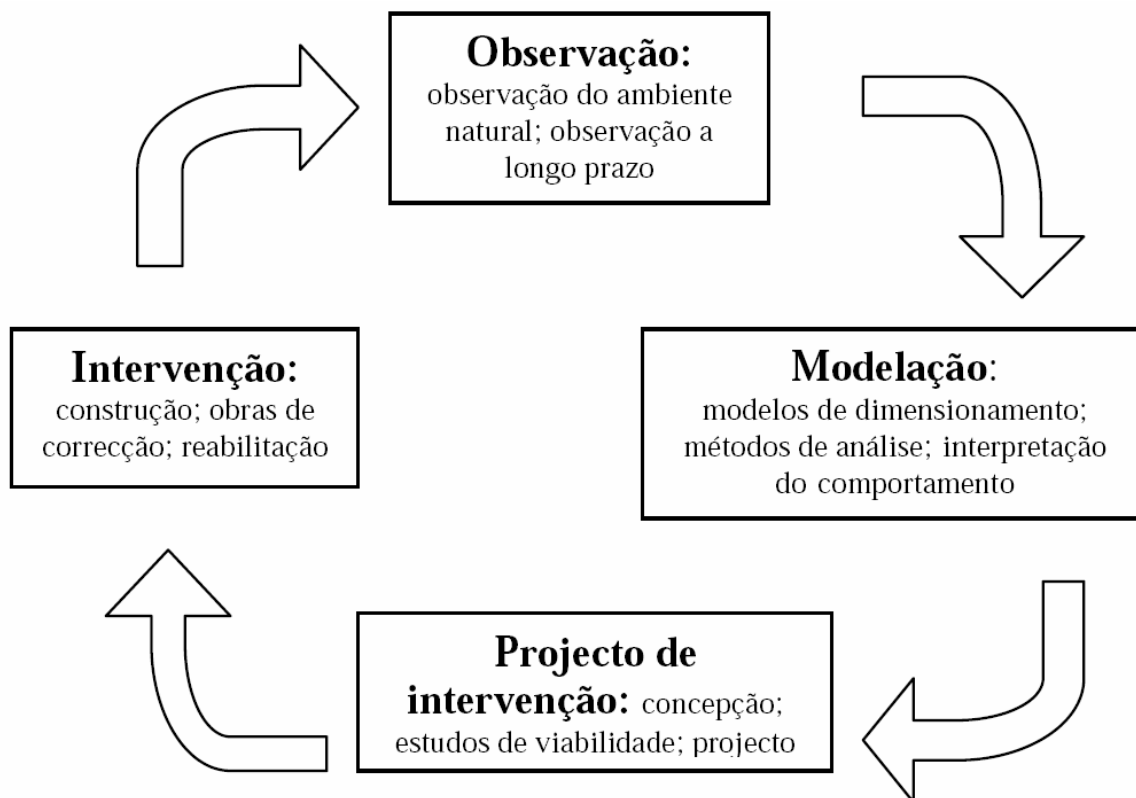 Observação:
observação do ambiente
natural; observação a
longo prazo
Intervenção:
construção; obras de
correcção; reabilitação
Modelação:
modelos de dimensionamento;
métodos de análise; interpretação
do comportamento
Projecto de
intervenção: concepção;
estudos de viabilidade; projecto